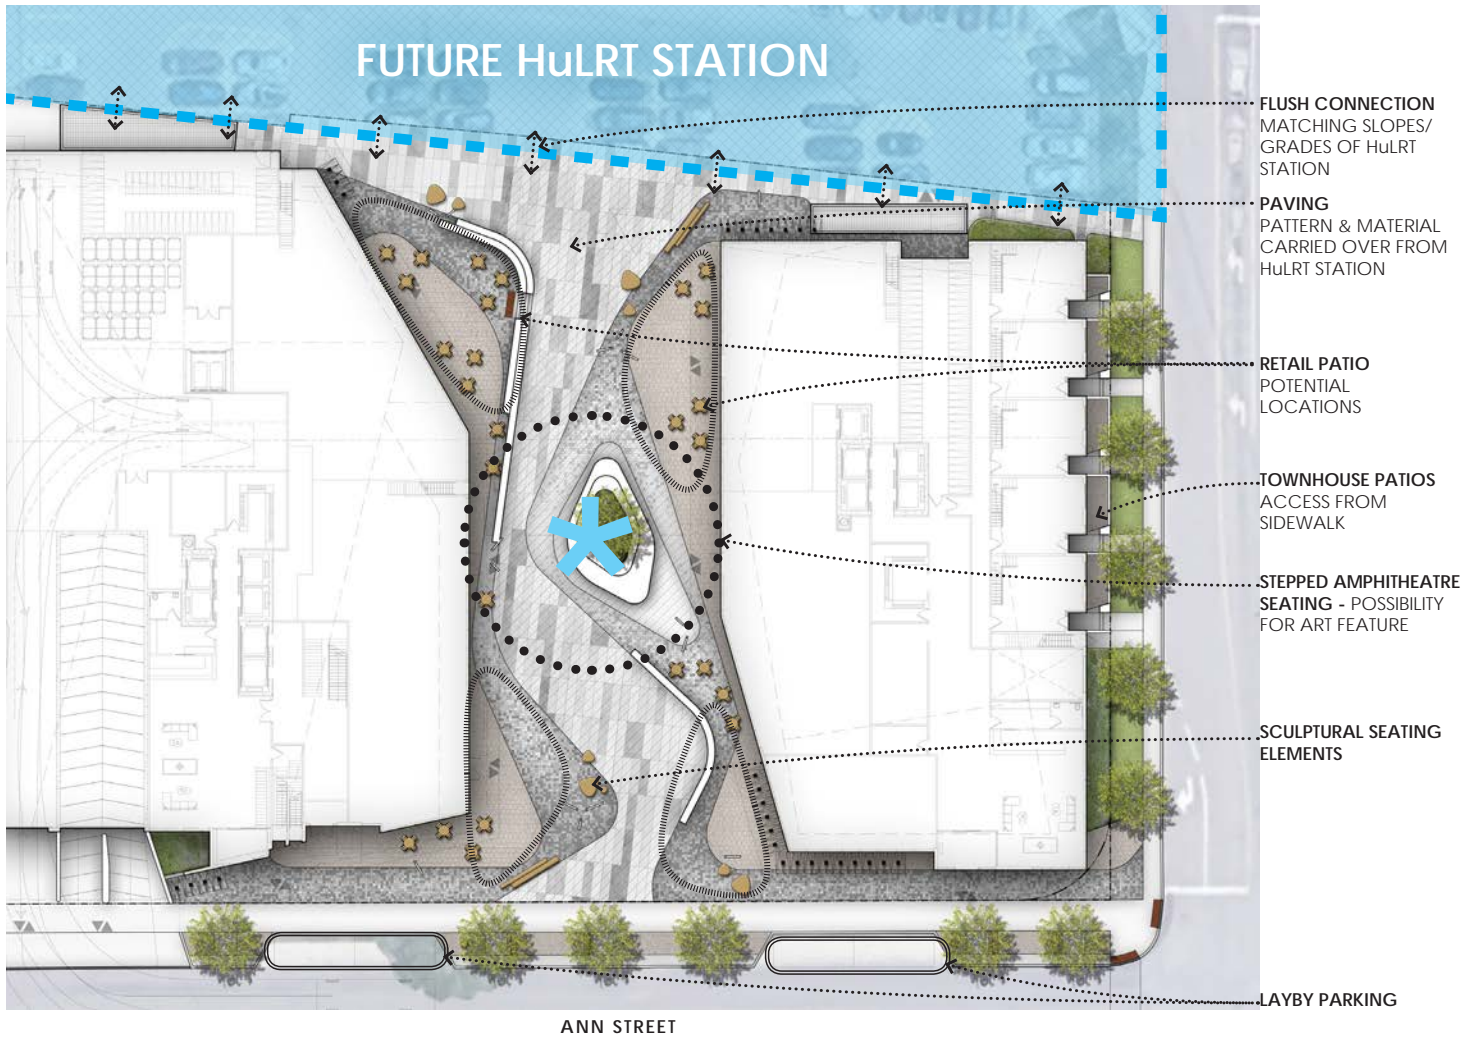 FUTURE HuLRT STATION
FLUSH CONNECTION
MATCHING SLOPES/
GRADES OF HuLRT
STATION
PAVING
PATTERN & MATERIAL
CARRIED OVER FROM
HuLRT STATION
RETAIL PATIO
POTENTIAL
LOCATIONS
TOWNHOUSE PATIOS
ACCESS FROM
SIDEWALK
STEPPED AMPHITHEATRE
SEATING - POSSIBILITY
FOR ART FEATURE
SCULPTURAL SEATING
ELEMENTS
LAYBY PARKING
ANN STREET